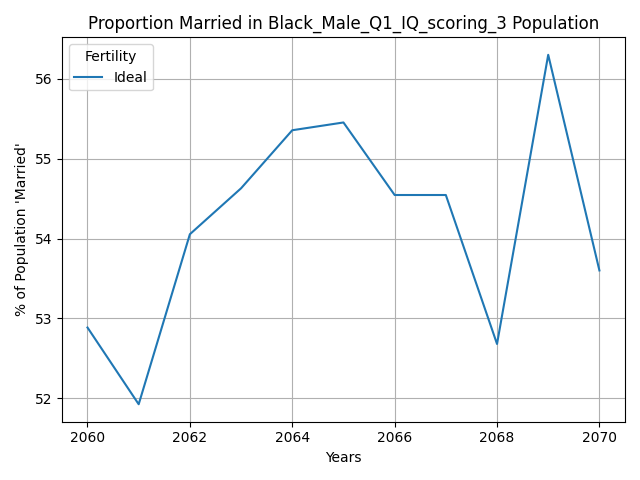 Proportion Married in Black_Male_Q1_IQ_scoring_3 Population
Fertility
Ideal
% of Population 'Married'
56
55
54
53
52
2060
2062
2064
2066
2068
2070
Years